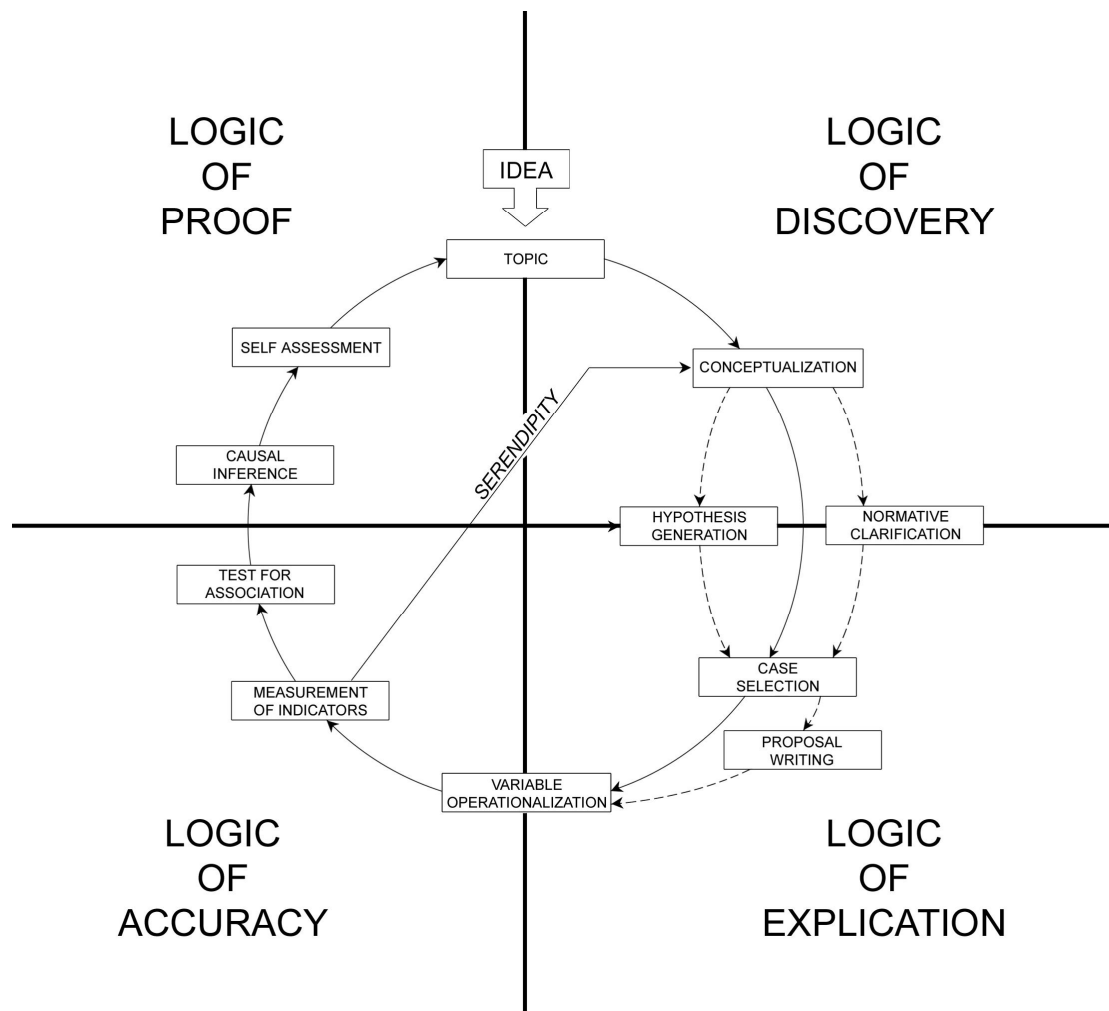 LOGIC
OF
PROOF
IDEA
LOGIC
OF
DISCOVERY
TOPIC
SELF ASSESSMENT
CONCEPTUALIZATION
SERENDIPITY
CAUSAL
INFERENCE
HYPOTHESIS
GENERATION
NORMATIVE
CLARIFICATION
TEST FOR
ASSOCIATION
CASE
SELECTION
MEASUREMENT
OF INDICATORS
PROPOSAL
WRITING
VARIABLE
OPERATIONALIZATION
LOGIC
OF
ACCURACY
LOGIC
OF
EXPLICATION